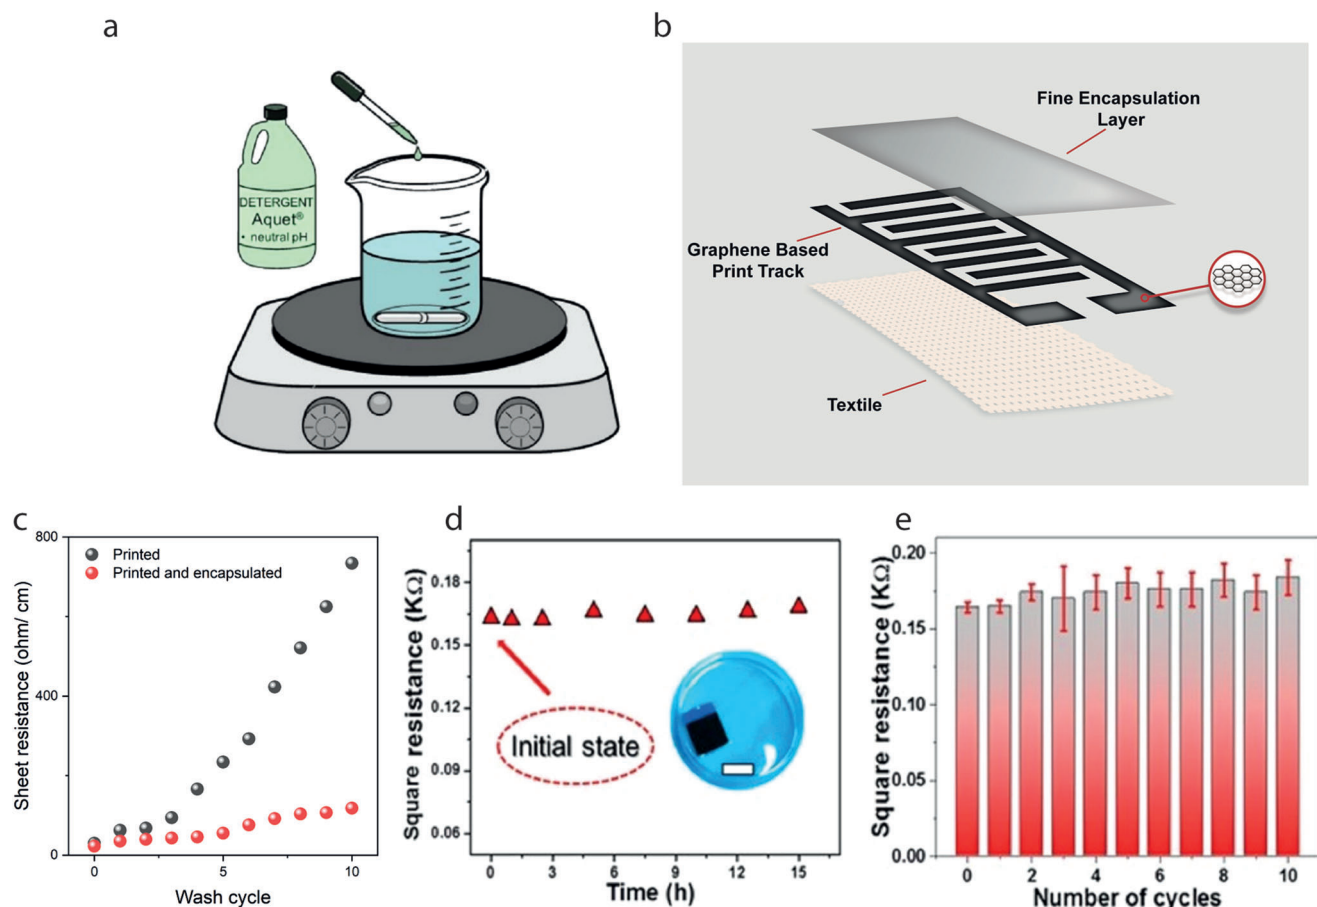 a
DETERGENT
Aquet®
• neutral pH
b
Fine Encapsulation
Layer
Graphene Based
Print Track
Textile
c
Sheet resistance (ohm/ cm)
800
400
0
Printed
Printed and encapsulated
0
5
10
Wash cycle
d
Square resistance (KΩ)
0.18
0.15
0.12
0.09
0.06
Initial state
0
3
6
9
12
15
Time (h)
e
Square resistance (KΩ)
0.20
0.15
0.10
0.05
0.00
0
2
4
6
8
10
Number of cycles